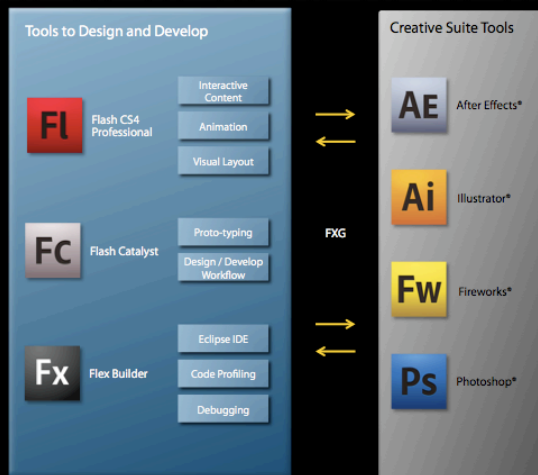 Tools to Design and Develop
Fl
Flash CS4
Professional
Interactive
Content
Animation
Visual Layout
Fc
Flash Catalyst
Proto-typing
Design / Develop
Workflow
Fx
Flex Builder
Eclipse IDE
Code Profiling
Debugging
FXG
Creative Suite Tools
AE
After Effects®
Ai
Illustrator®
Fw
Fireworks®
Ps
Photoshop®